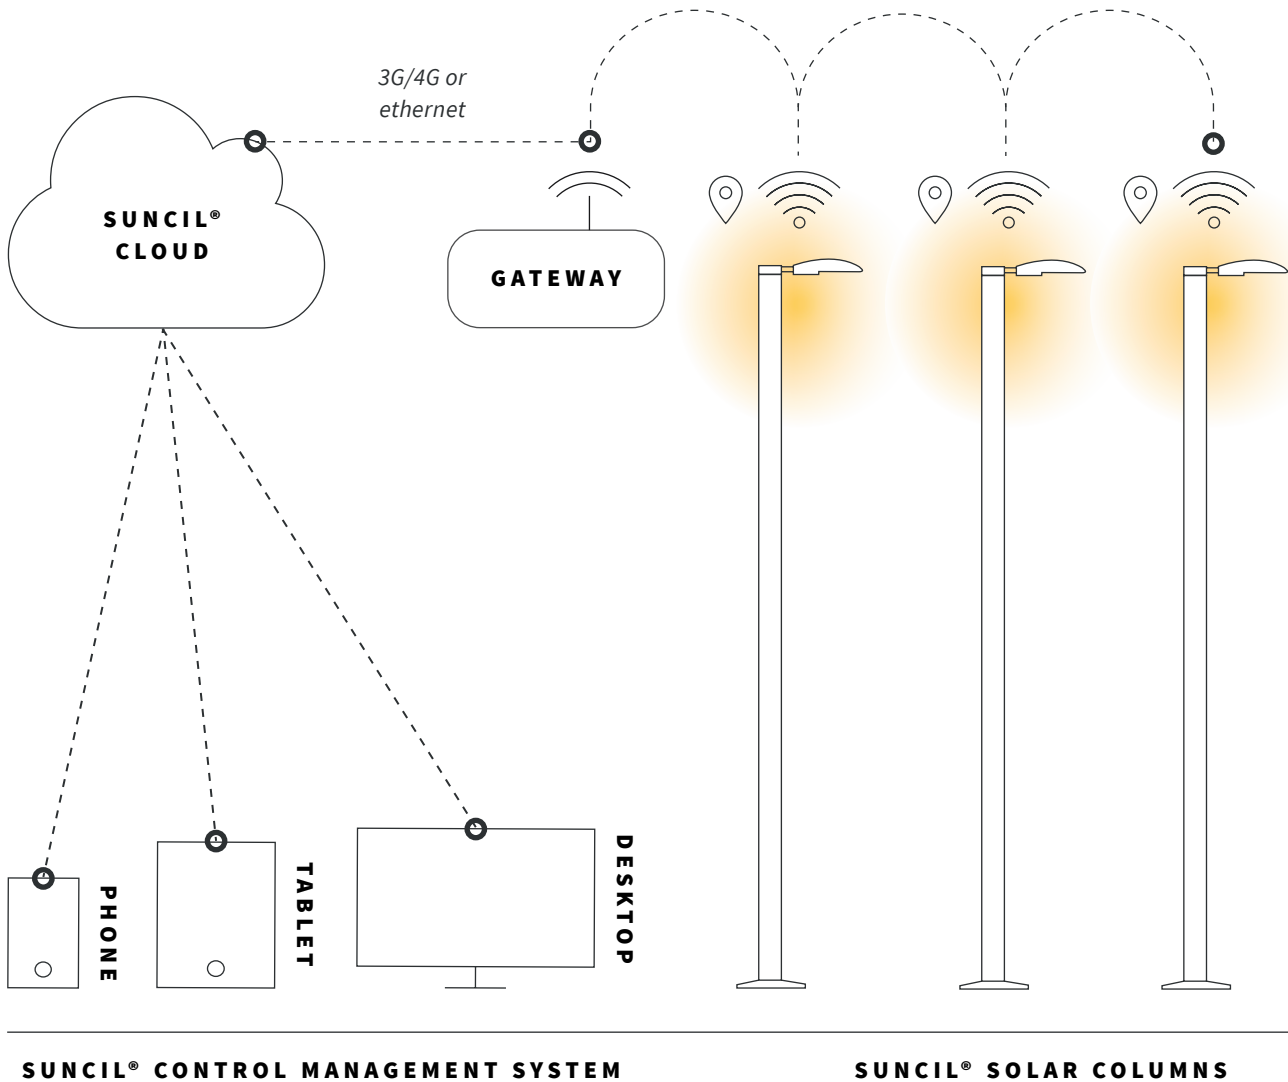 3G/4G or
ethernet
SUNCIL®
CLOUD
GATEWAY
PHONE
TABLET
DESKTOP
SUNCIL® CONTROL MANAGEMENT SYSTEM
SUNCIL® SOLAR COLUMNS